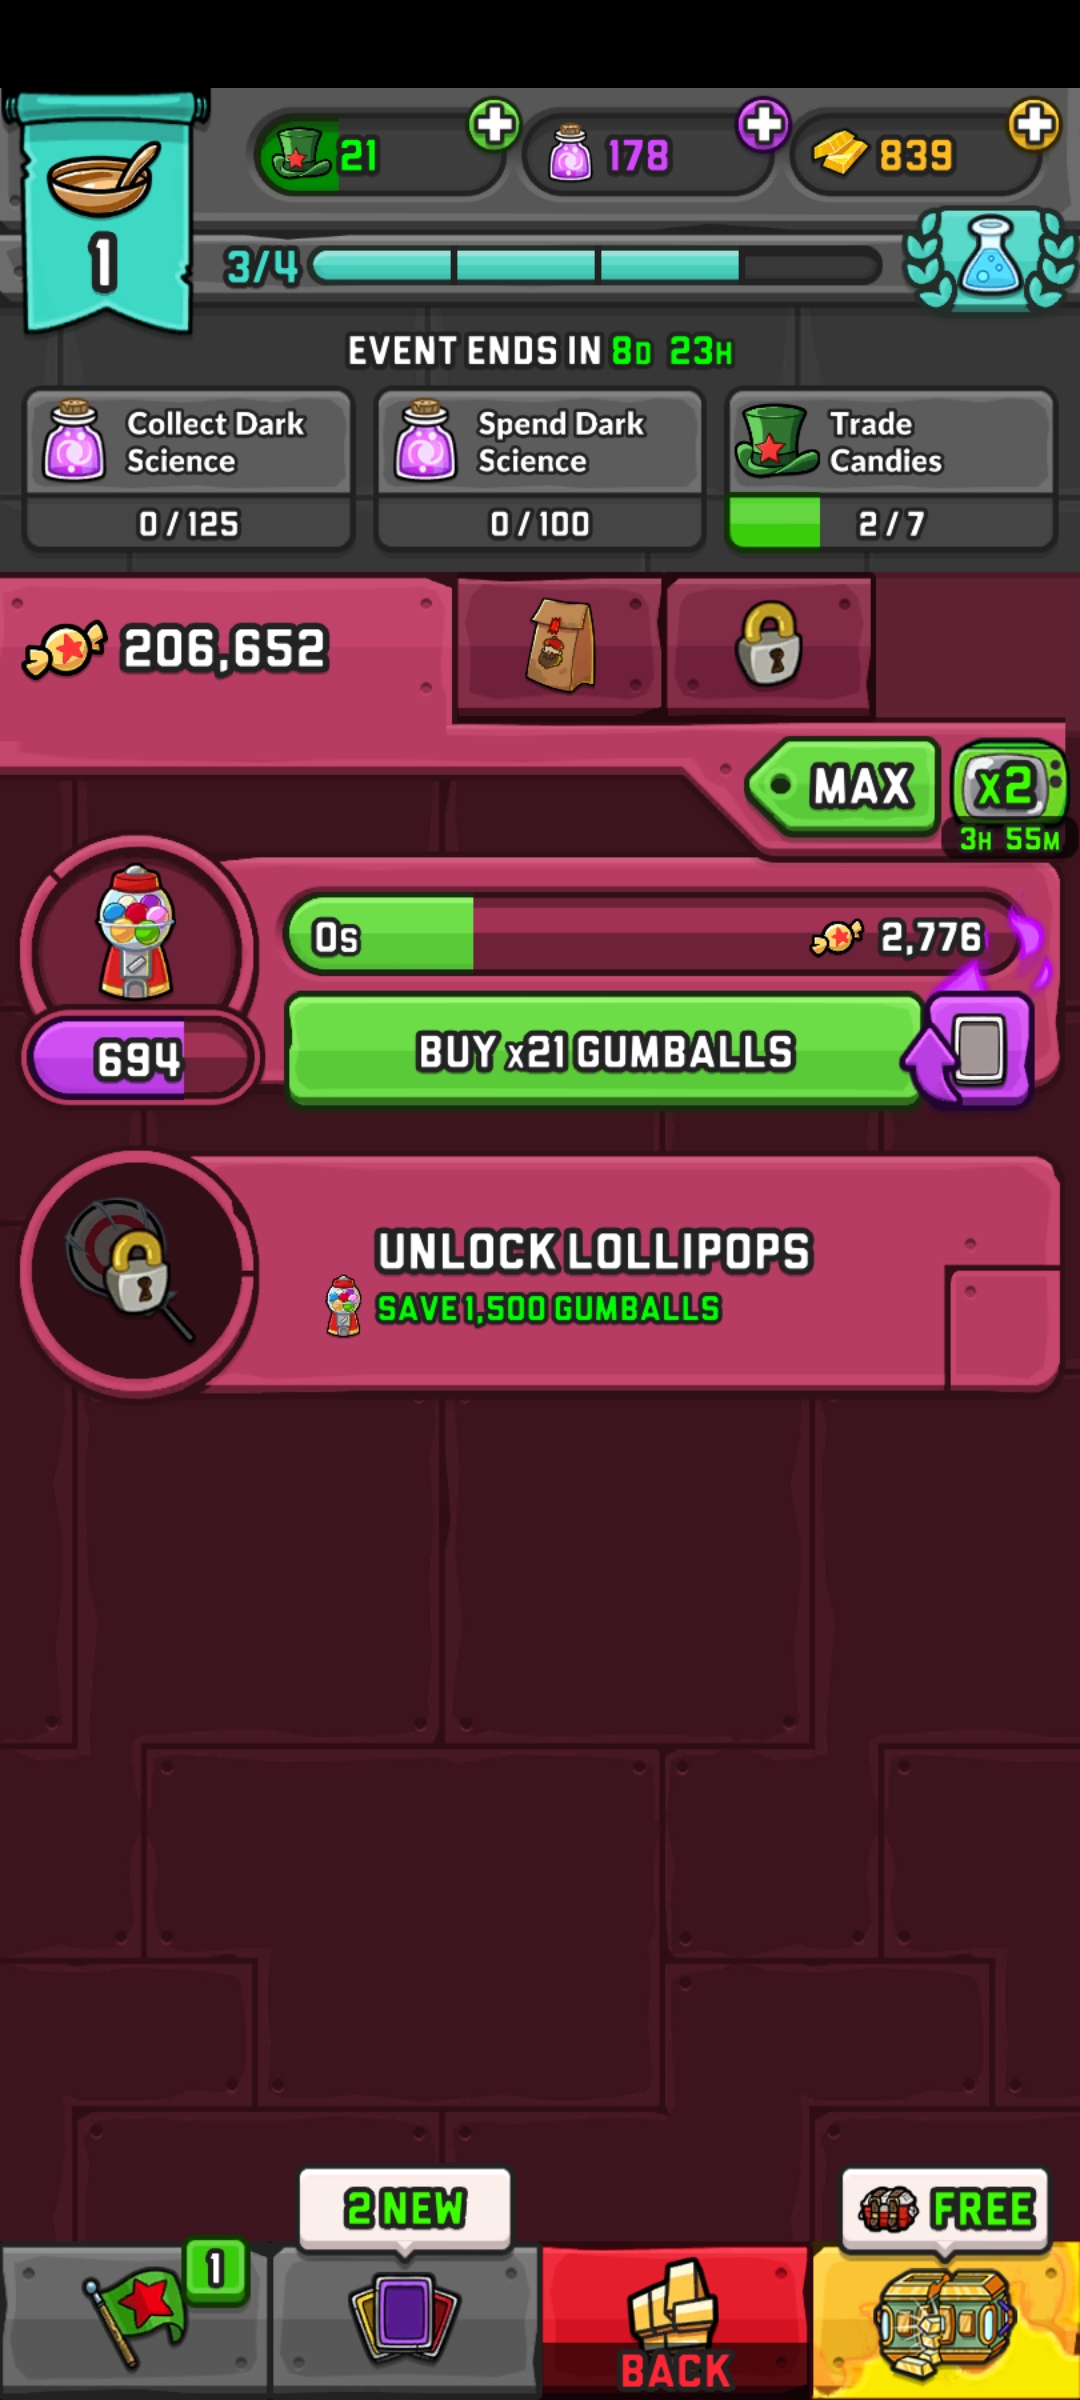 21
178
839
1
3/4
EVENT ENDS IN 8D 23H
Collect Dark
Science
0/125
Spend Dark
Science
0/100
Trade
Candies
2/7
206,652
MAX
x2
3H 55M
0s
2,776
694
BUY x21 GUMBALLS
UNLOCK LOLLIPOPS
SAVE 1,500 GUMBALLS
2 NEW
FREE
1
BACK